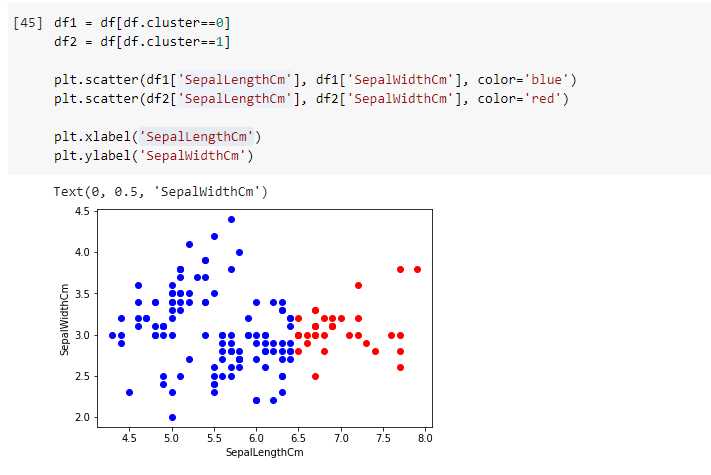 [45] df1 = df[df.cluster==0]
df2 = df[df.cluster==1]
plt.scatter(df1['SepalLengthCm'], df1['SepalWidthCm'], color='blue')
plt.scatter(df2['SepalLengthCm'], df2['SepalWidthCm'], color='red')
plt.xlabel('SepalLengthCm')
plt.ylabel('SepalWidthCm')
Text(0, 0.5, 'SepalWidthCm')
4.5
4.0
3.5
3.0
2.5
2.0
SepalWidthCm
4.5 5.0 5.5 6.0 6.5 7.0 7.5 8.0
SepalLengthCm